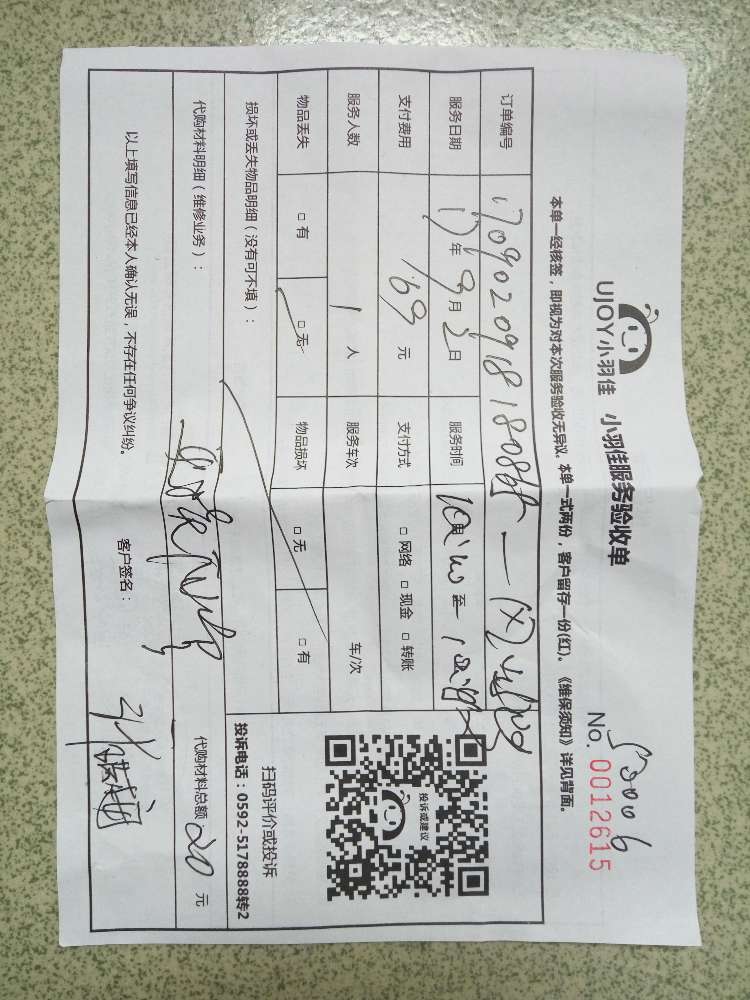 UJOY小羽佳 小羽佳服务验收单
No. 0012615
本单一经核签，即视为对本次服务验收无异议。本单一式两份，客户留存一份(红)。《维保须知》详见背面。
订单编号
服务日期 17年 9月 2日 服务时间 至
支付费用 69 元 支付方式 □ 网络 □ 现金 □ 转账
服务人数 1 人 服务车次 车/次
物品丢失 □ 有 □ 无 物品损坏 □ 无 □ 有
投诉或建议
扫码评价或投诉
投诉电话：0592-5178888转2
损坏或丢失物品明细（没有可不填）：
代购材料明细（维修业务）： 代购材料总额 20 元
以上填写信息已经本人确认无误，不存在任何争议纠纷。 客户签名：